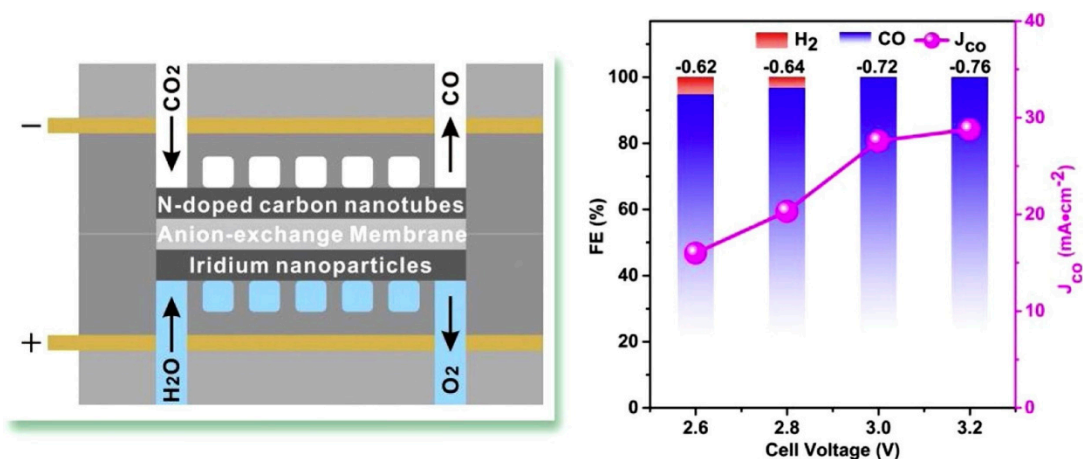 CO2
CO
−
N-doped carbon nanotubes
Anion-exchange Membrane
Iridium nanoparticles
+
H2O
O2
H2 CO JCO
-0.62 -0.64 -0.72 -0.76
100
80
60
40
20
0
FE (%)
2.6 2.8 3.0 3.2
Cell Voltage (V)
40
30
20
10
0
JCO (mA•cm-2)